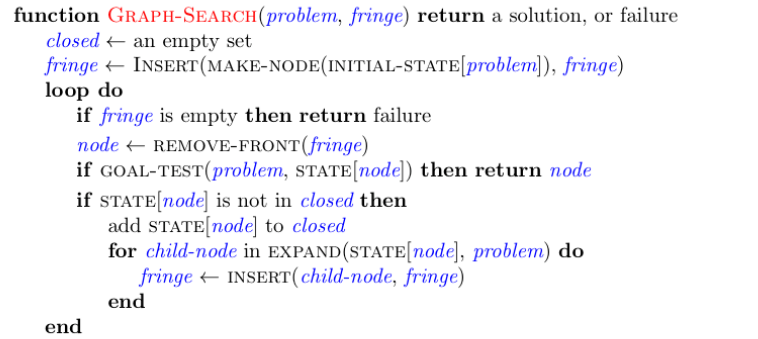 function GRAPH-SEARCH(problem, fringe) return a solution, or failure
closed ← an empty set
fringe ← INSERT(MAKE-NODE(INITIAL-STATE[problem]), fringe)
loop do
if fringe is empty then return failure
node ← REMOVE-FRONT(fringe)
if GOAL-TEST(problem, STATE[node]) then return node
if STATE[node] is not in closed then
add STATE[node] to closed
for child-node in EXPAND(STATE[node], problem) do
fringe ← INSERT(child-node, fringe)
end
end